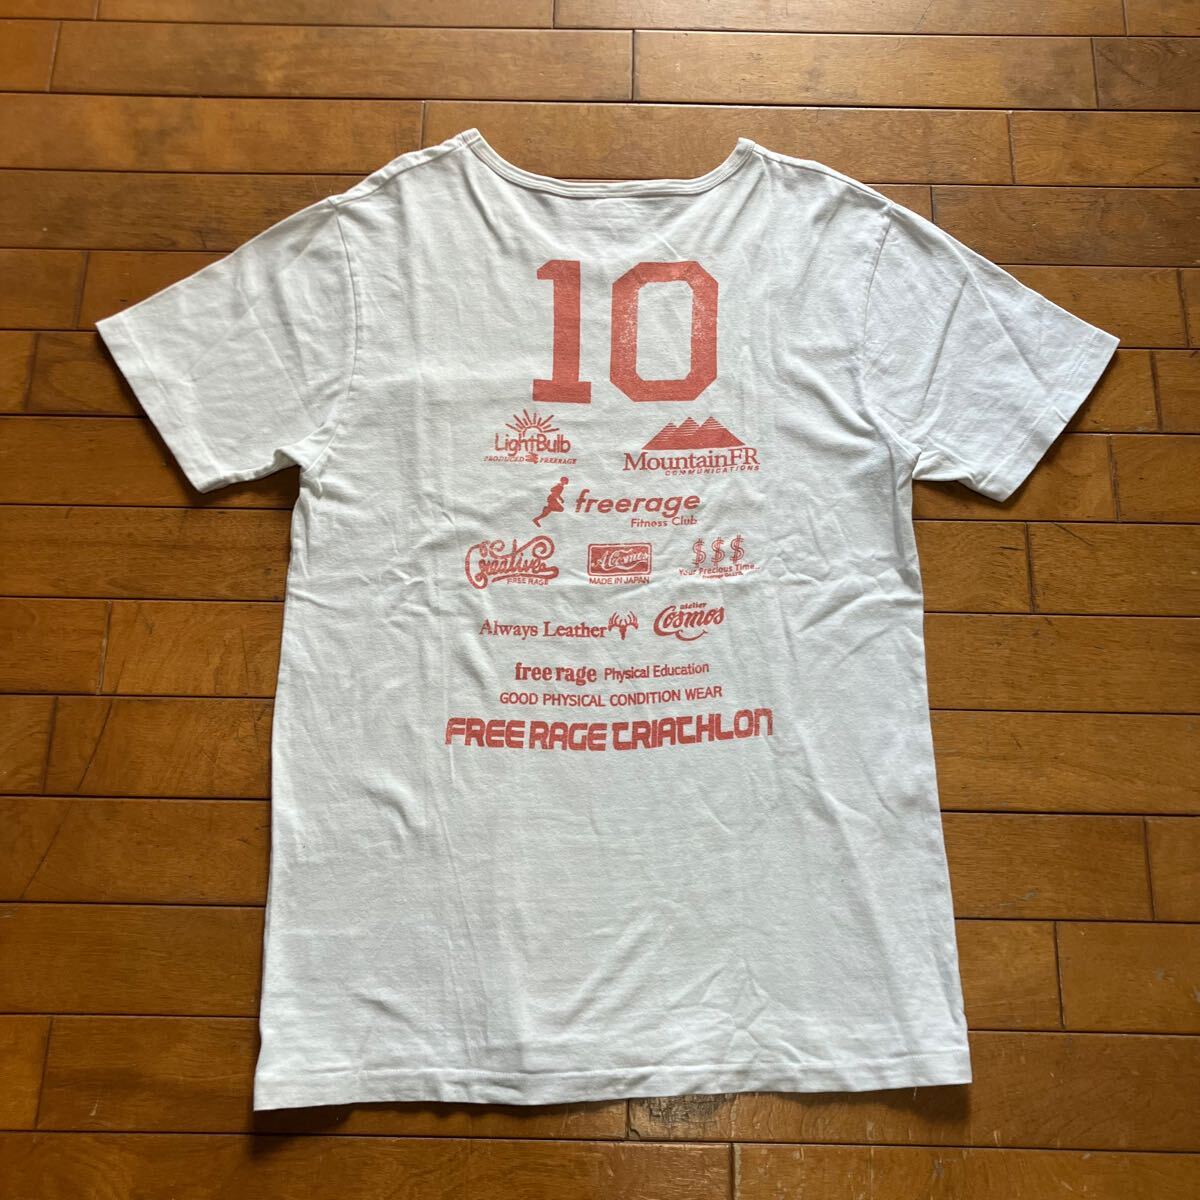 10
LightBulb
PRODUCED FREERAGE
MountainFR
COMMUNICATIONS
freerage
Fitness Club
Creative
FREE RAGE
A.Cosmos
MADE IN JAPAN
$$$
Your Precious Time..
Always Leather
atelier
Cosmos
free rage Physical Education
GOOD PHYSICAL CONDITION WEAR
FREE RAGE TRIATHLON